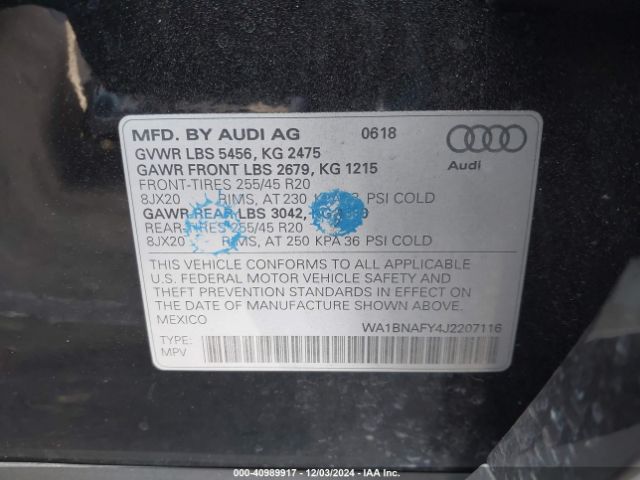 MFD. BY AUDI AG 0618
GVWR LBS 5456, KG 2475
GAWR FRONT LBS 2679, KG 1215
FRONT-TIRES 255/45 R20
8JX20 RIMS, AT 230 PSI COLD
GAWR REAR LBS 3042,
REAR-TIRES 255/45 R20
8JX20 RIMS, AT 250 KPA 36 PSI COLD
THIS VEHICLE CONFORMS TO ALL APPLICABLE
U.S. FEDERAL MOTOR VEHICLE SAFETY AND
THEFT PREVENTION STANDARDS IN EFFECT ON
THE DATE OF MANUFACTURE SHOWN ABOVE.
MEXICO WA1BNAFY4J2207116
TYPE:
MPV
Audi
000-40989917 - 12/03/2024 - IAA Inc.